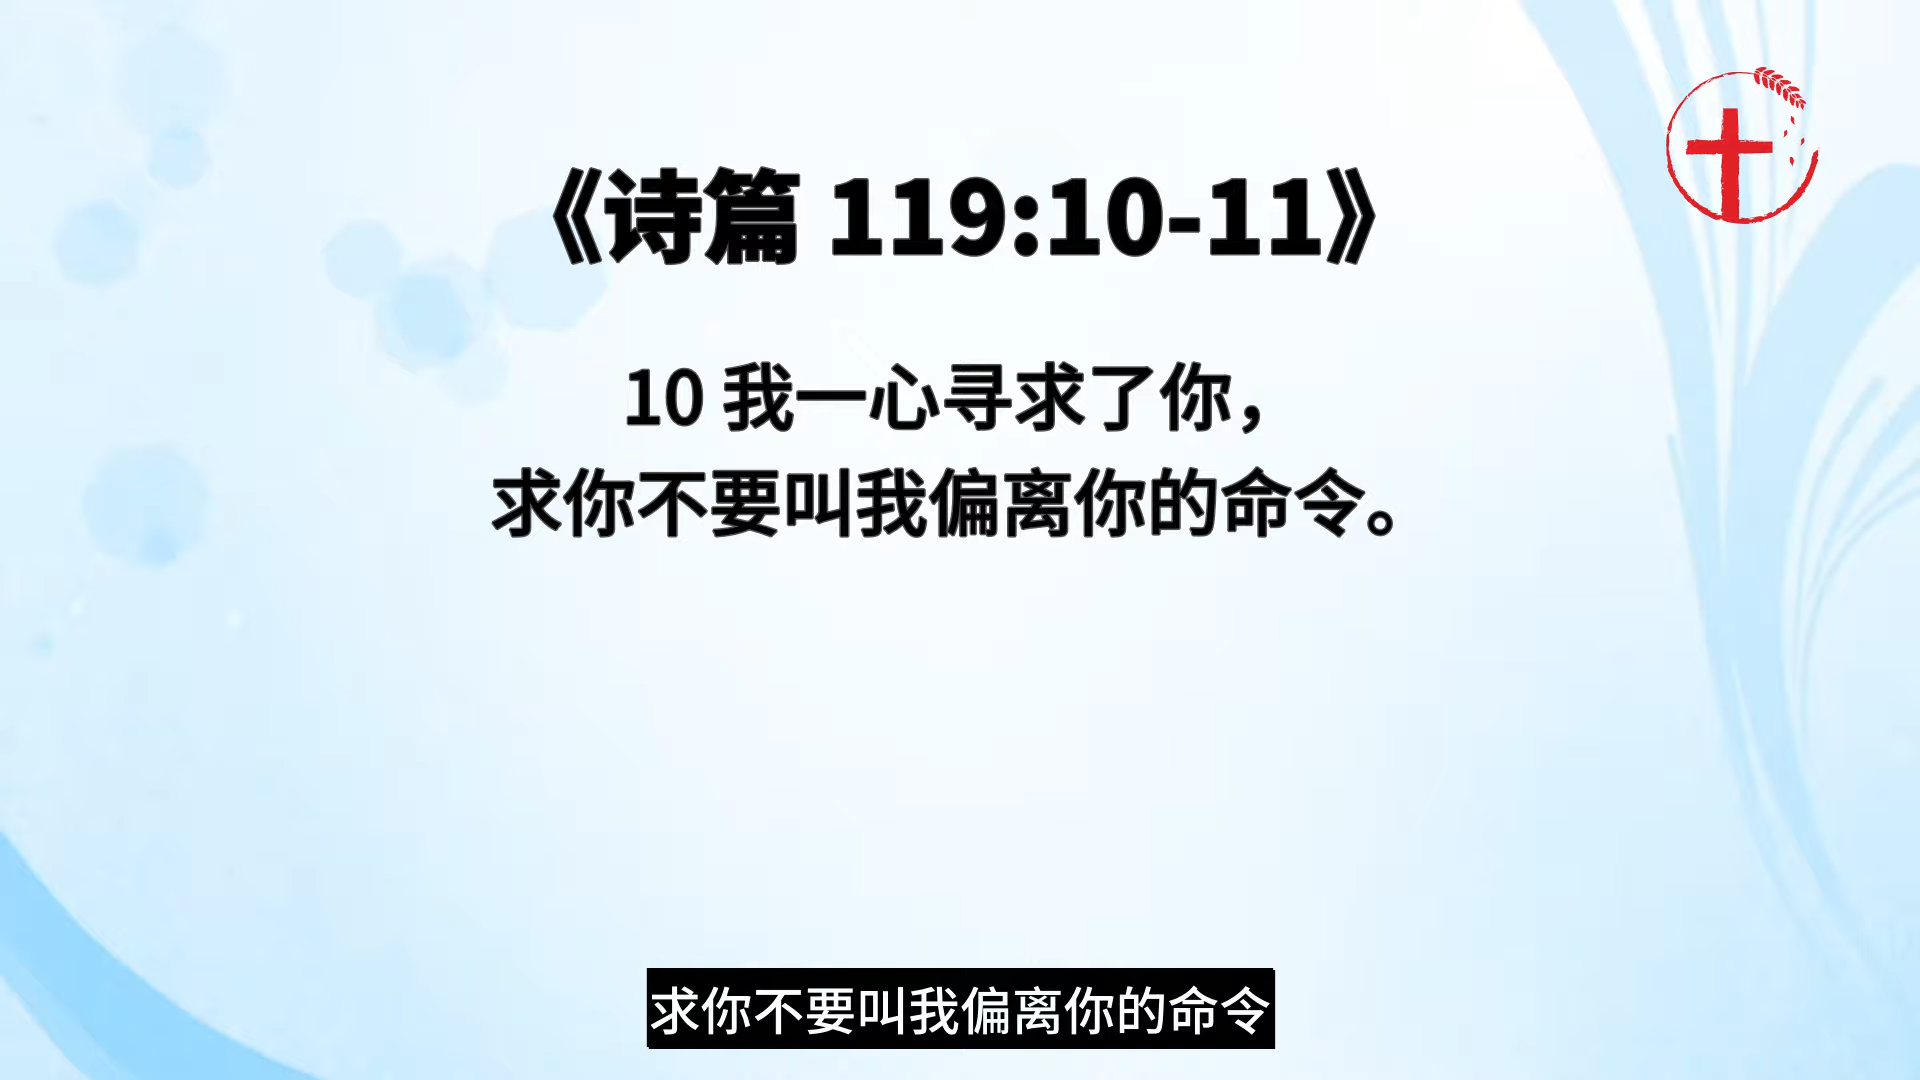 《诗篇 119:10-11》
10 我一心寻求了你，
求你不要叫我偏离你的命令。
求你不要叫我偏离你的命令